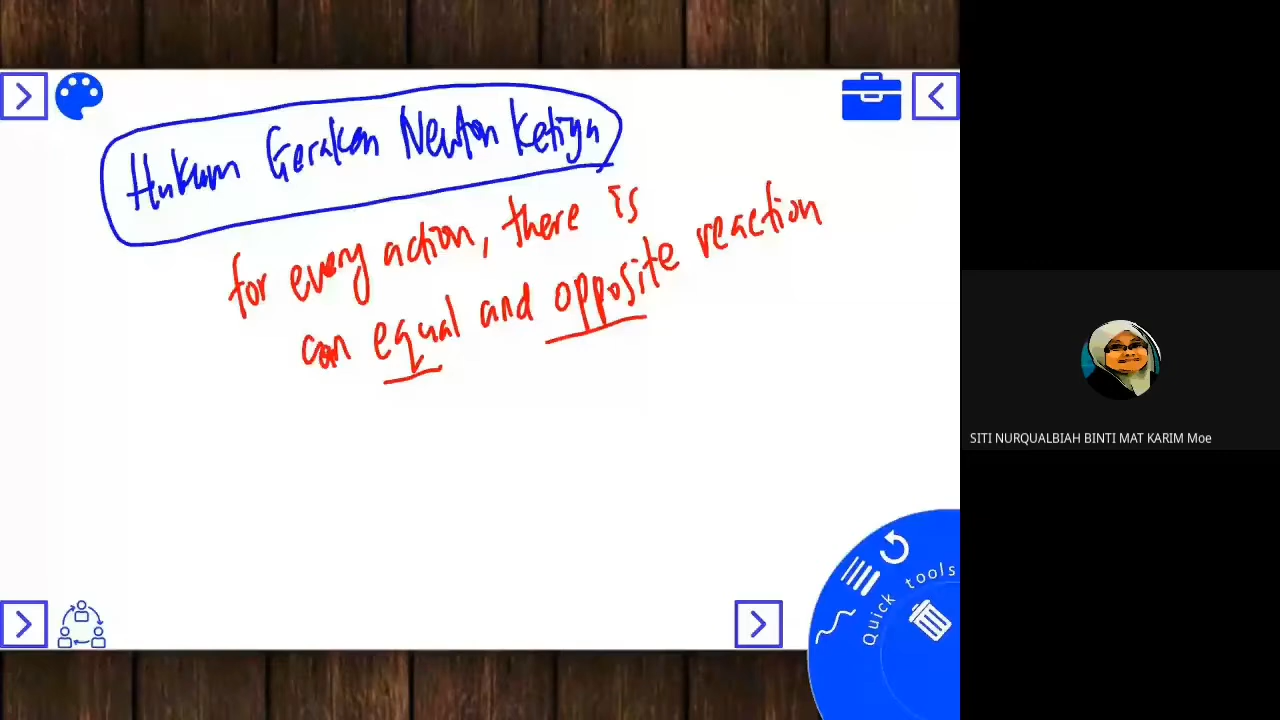 Hukum Gerakan Newton Ketiga
for every action, there is
an equal and opposite reaction
SITI NURQUALBIAH BINTI MAT KARIM Moe
Quick tools